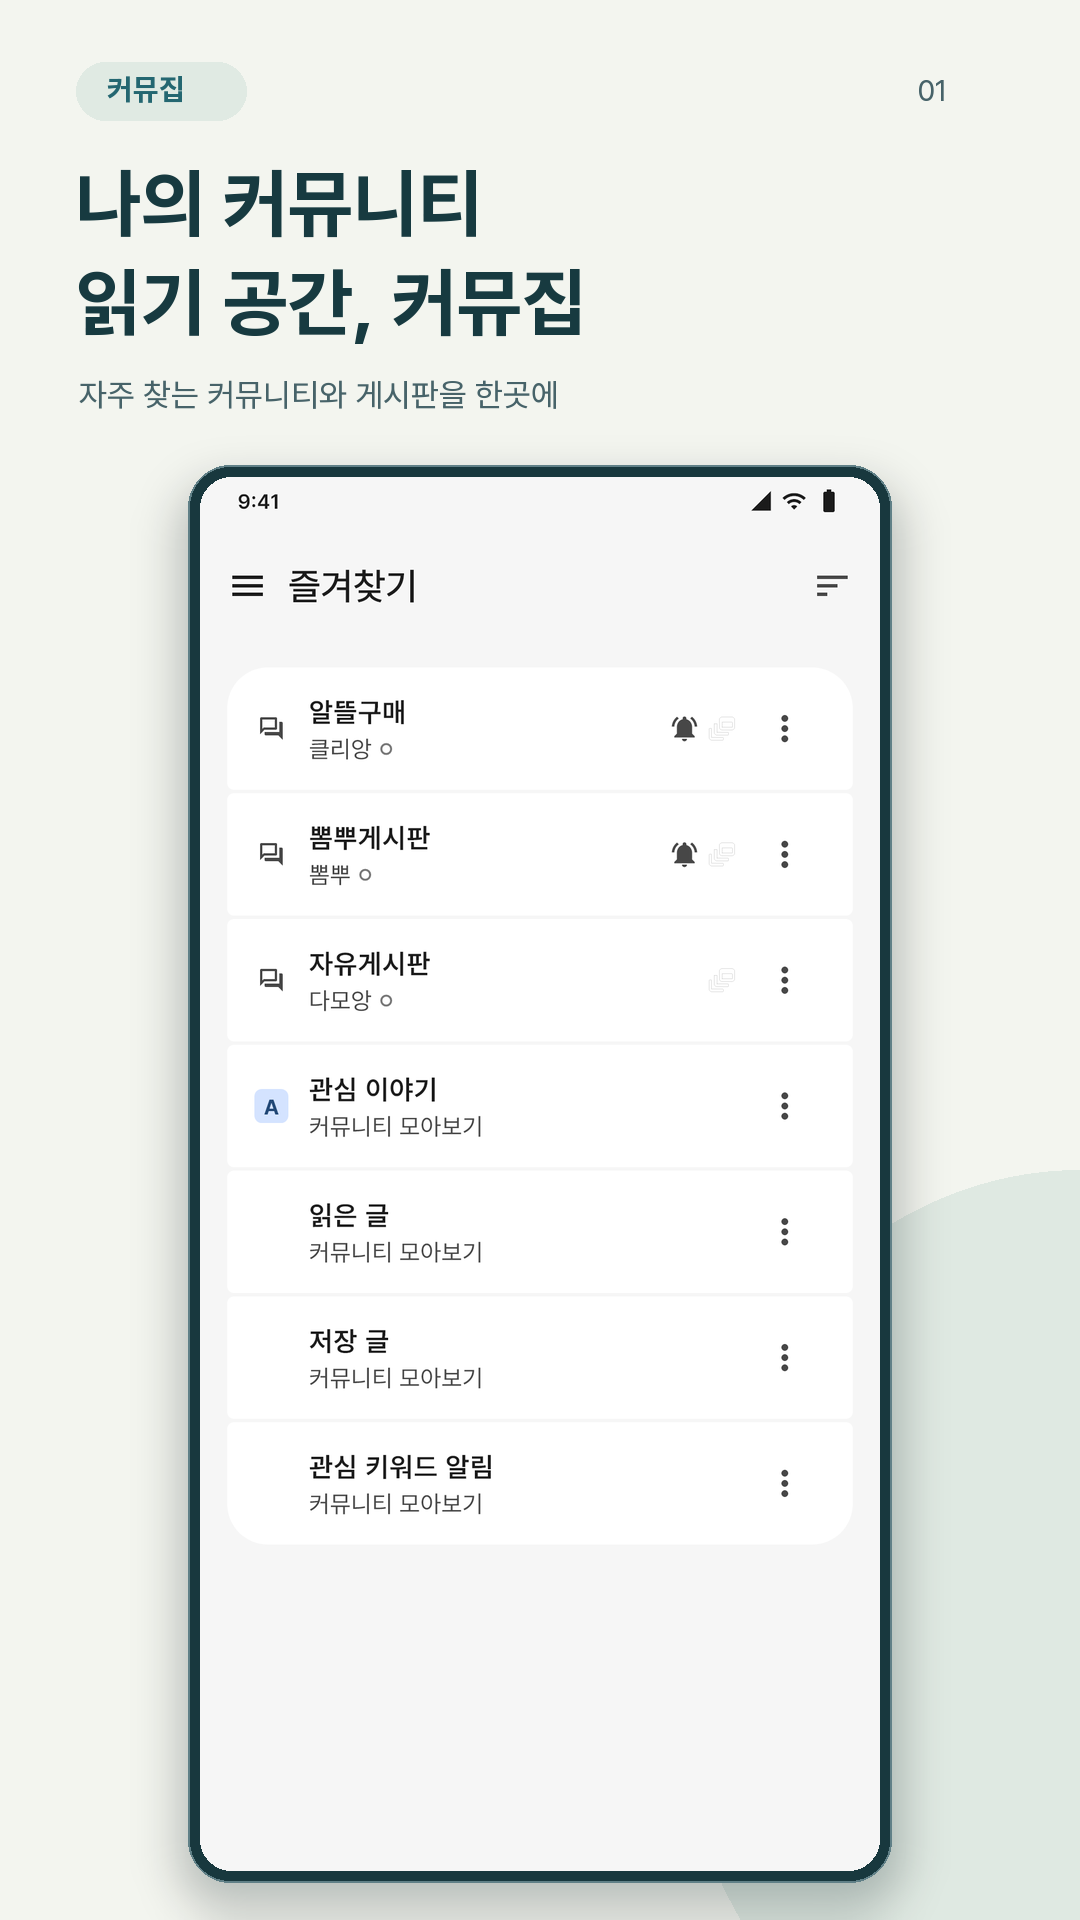 커뮤집
01
나의 커뮤니티
읽기 공간, 커뮤집
자주 찾는 커뮤니티와 게시판을 한곳에
9:41
즐겨찾기
알뜰구매
클리앙
뽐뿌게시판
뽐뿌
자유게시판
다모앙
A
관심 이야기
커뮤니티 모아보기
읽은 글
커뮤니티 모아보기
저장 글
커뮤니티 모아보기
관심 키워드 알림
커뮤니티 모아보기